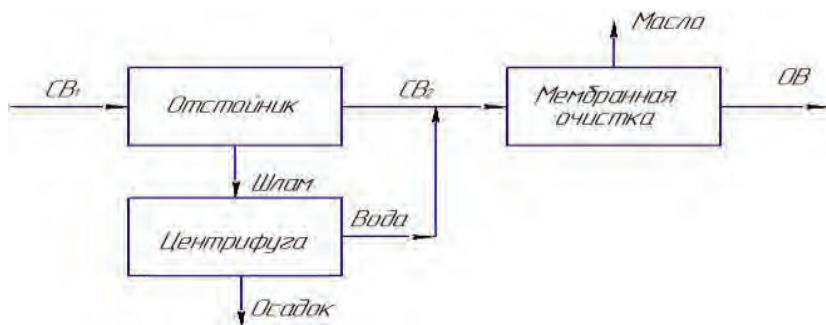 Масло
СВ₁
Отстойник
СВ₂
Мембранная
очистка
ОВ
Шлам
Центрифуга
Вода
Осадок